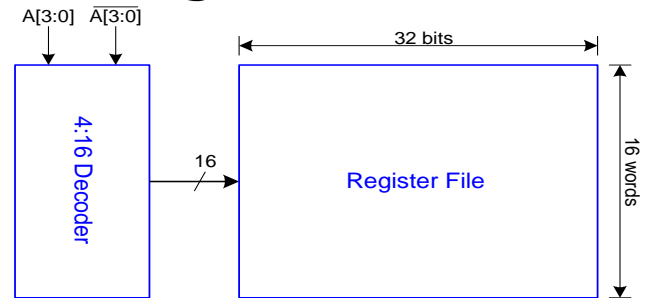 A[3:0] A[3:0]
32 bits
4:16 Decoder
16
Register File
16 words